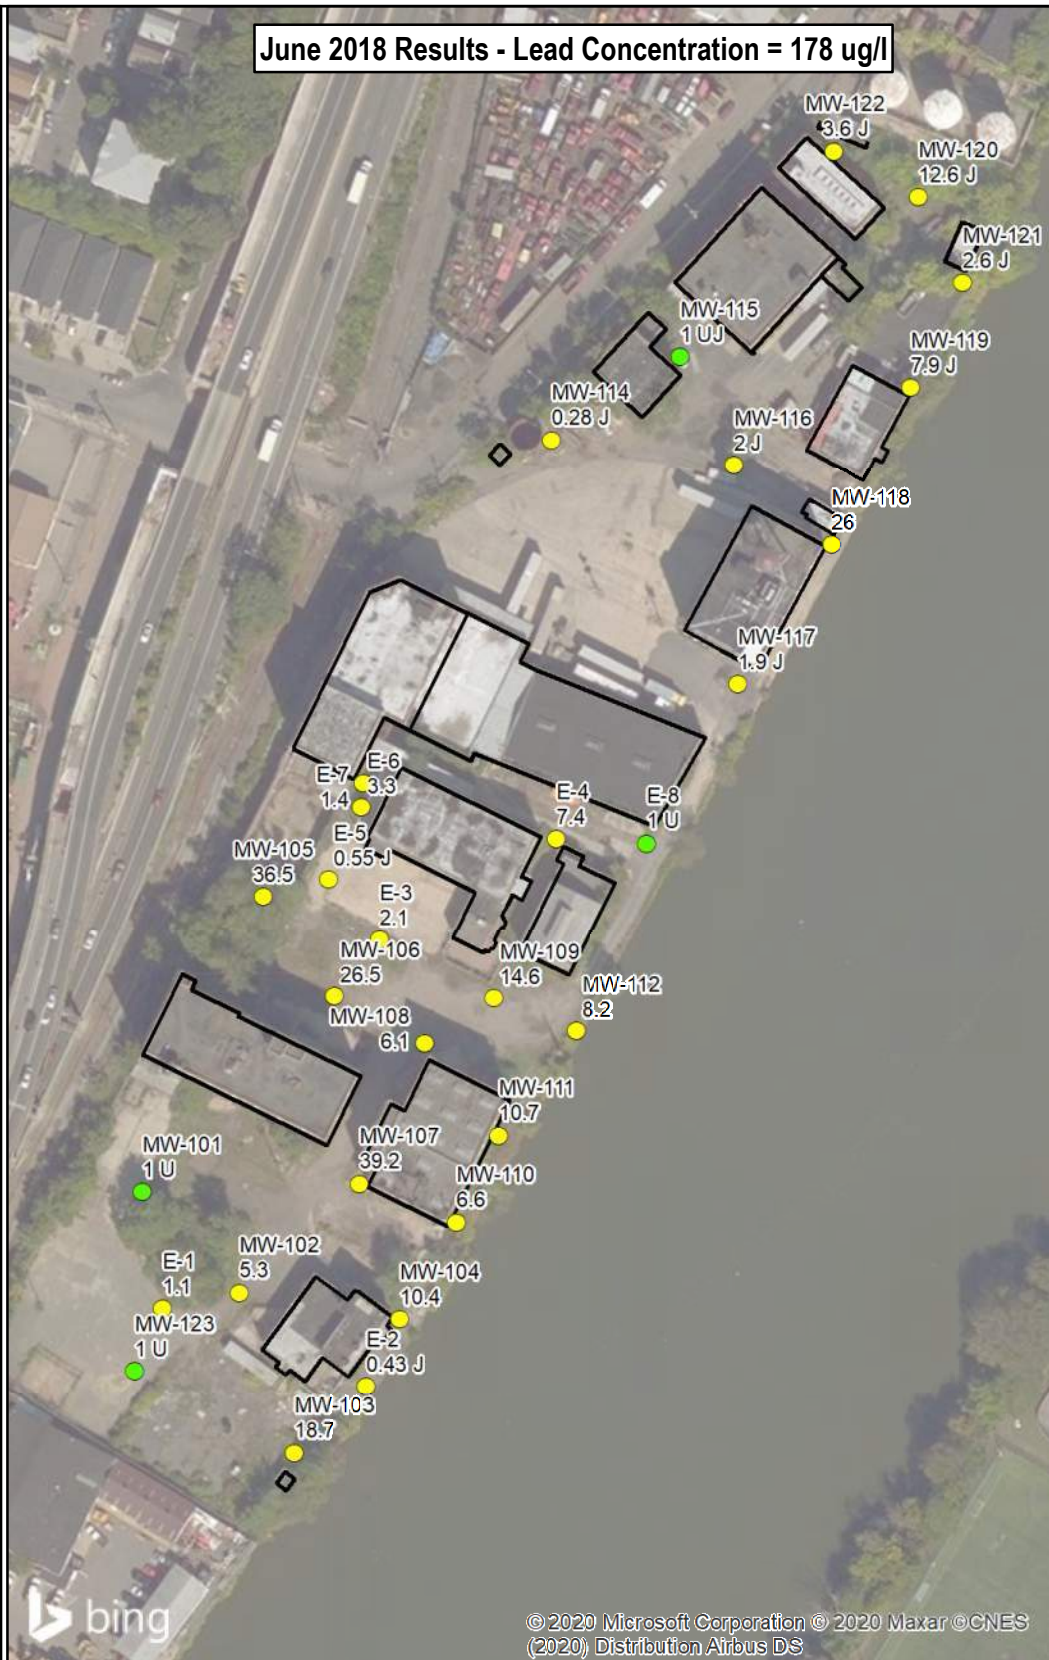 June 2018 Results - Lead Concentration = 178 ug/l
MW-122
3.6 J
MW-120
12.6 J
MW-121
2.6 J
MW-115
1 UJ
MW-119
7.9 J
MW-114
0.28 J
MW-116
2 J
MW-118
26
MW-117
1.9 J
E-6
3.3
E-7
1.4
E-4
7.4
E-8
1 U
E-5
0.55 J
MW-105
36.5
E-3
2.1
MW-106
26.5
MW-109
14.6
MW-112
8.2
MW-108
6.1
MW-111
10.7
MW-107
39.2
MW-101
1 U
MW-110
6.6
MW-102
5.3
E-1
1.1
MW-104
10.4
MW-123
1 U
E-2
0.43 J
MW-103
18.7
bing
© 2020 Microsoft Corporation © 2020 Maxar ©CNES
(2020) Distribution Airbus DS